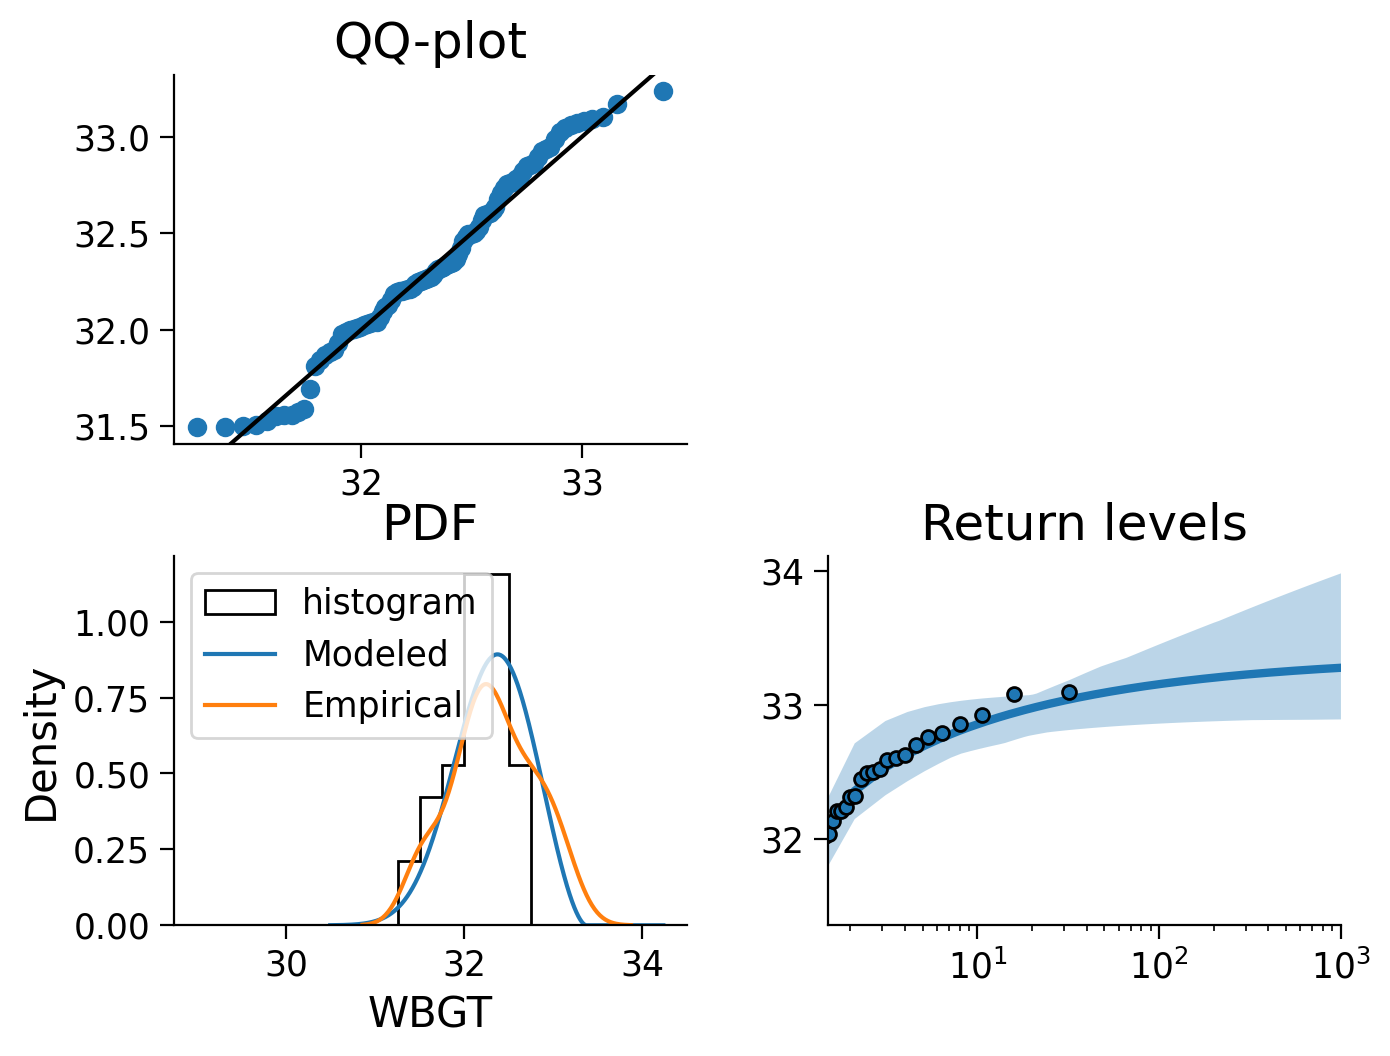 QQ-plot
33.0
32.5
32.0
31.5
32 33
PDF
histogram
Modeled
Empirical
1.00
0.75
0.50
0.25
0.00
Density
30 32 34
WBGT
Return levels
34
33
32
10¹ 10² 10³